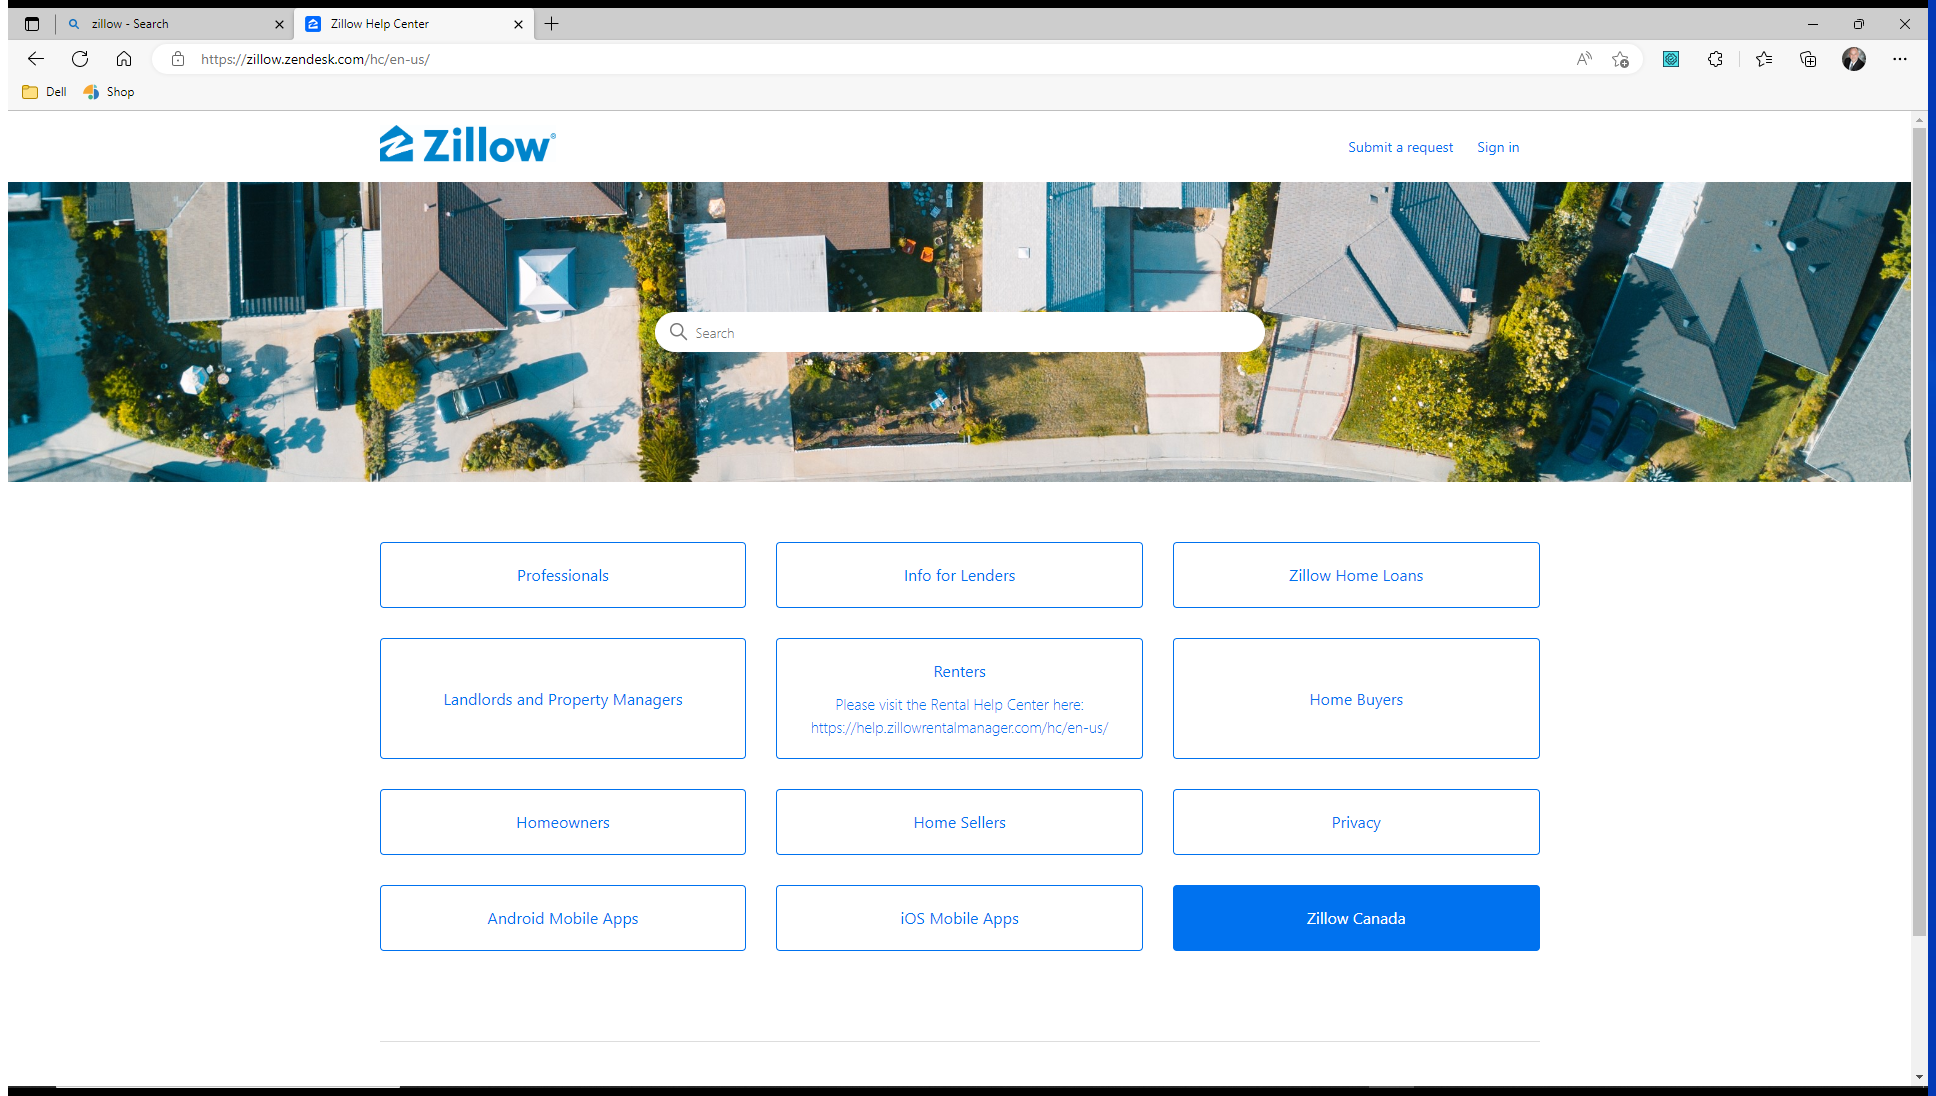 zillow - Search
Zillow Help Center
https://zillow.zendesk.com/hc/en-us/
Dell
Shop
Zillow®
Submit a request
Sign in
Search
Professionals
Info for Lenders
Zillow Home Loans
Landlords and Property Managers
Renters
Please visit the Rental Help Center here:
https://help.zillowrentalmanager.com/hc/en-us/
Home Buyers
Homeowners
Home Sellers
Privacy
Android Mobile Apps
iOS Mobile Apps
Zillow Canada